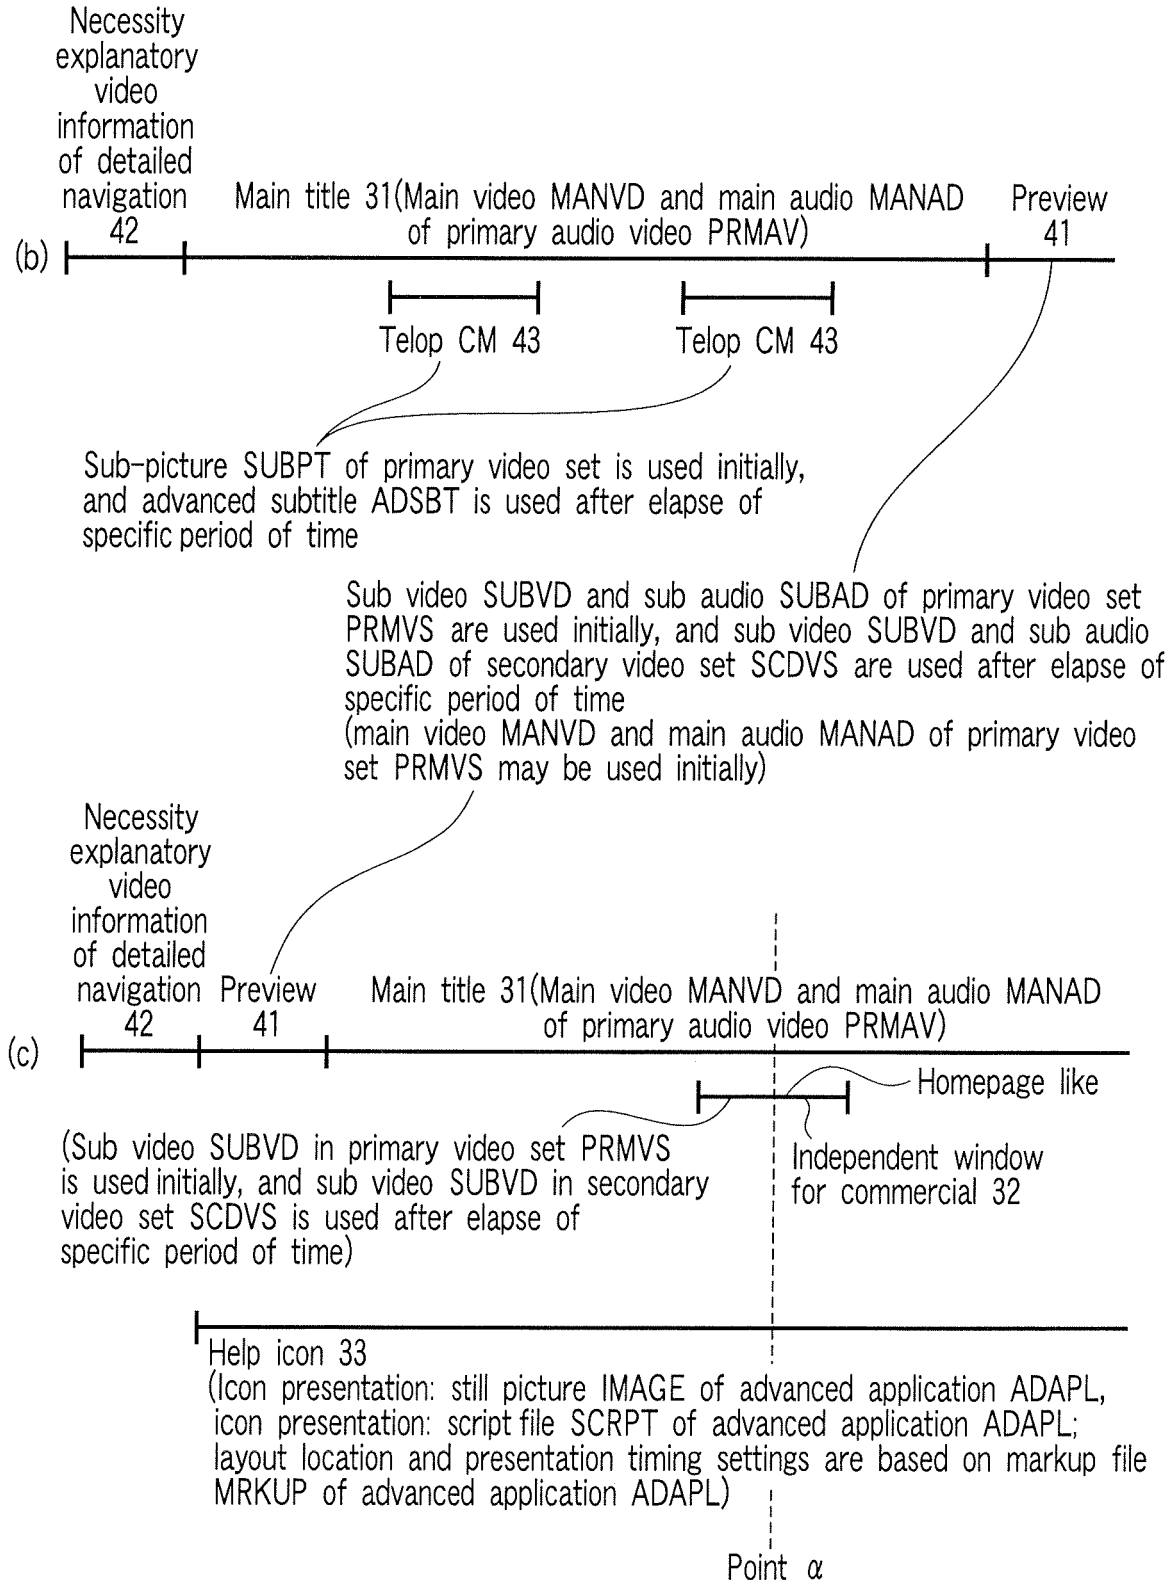 Necessity
explanatory
video
information
of detailed
navigation
42
Main title 31(Main video MANVD and main audio MANAD
of primary audio video PRMAV)
Preview
41
(b)
Telop CM 43
Telop CM 43
Sub-picture SUBPT of primary video set is used initially,
and advanced subtitle ADSBT is used after elapse of
specific period of time
Sub video SUBVD and sub audio SUBAD of primary video set
PRMVS are used initially, and sub video SUBVD and sub audio
SUBAD of secondary video set SCDVS are used after elapse of
specific period of time
(main video MANVD and main audio MANAD of primary video
set PRMVS may be used initially)
Necessity
explanatory
video
information
of detailed
navigation
42
Preview
41
Main title 31(Main video MANVD and main audio MANAD
of primary audio video PRMAV)
(c)
Homepage like
(Sub video SUBVD in primary video set PRMVS
is used initially, and sub video SUBVD in secondary
video set SCDVS is used after elapse of
specific period of time)
Independent window
for commercial 32
Help icon 33
(Icon presentation: still picture IMAGE of advanced application ADAPL,
icon presentation: script file SCRPT of advanced application ADAPL;
layout location and presentation timing settings are based on markup file
MRKUP of advanced application ADAPL)
Point α